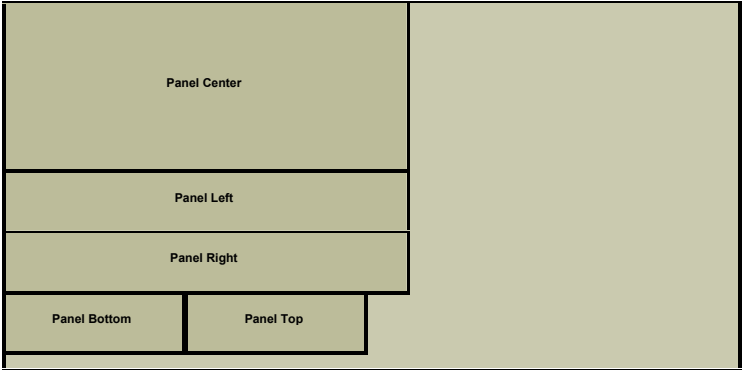 Panel Center
Panel Left
Panel Right
Panel Bottom
Panel Top